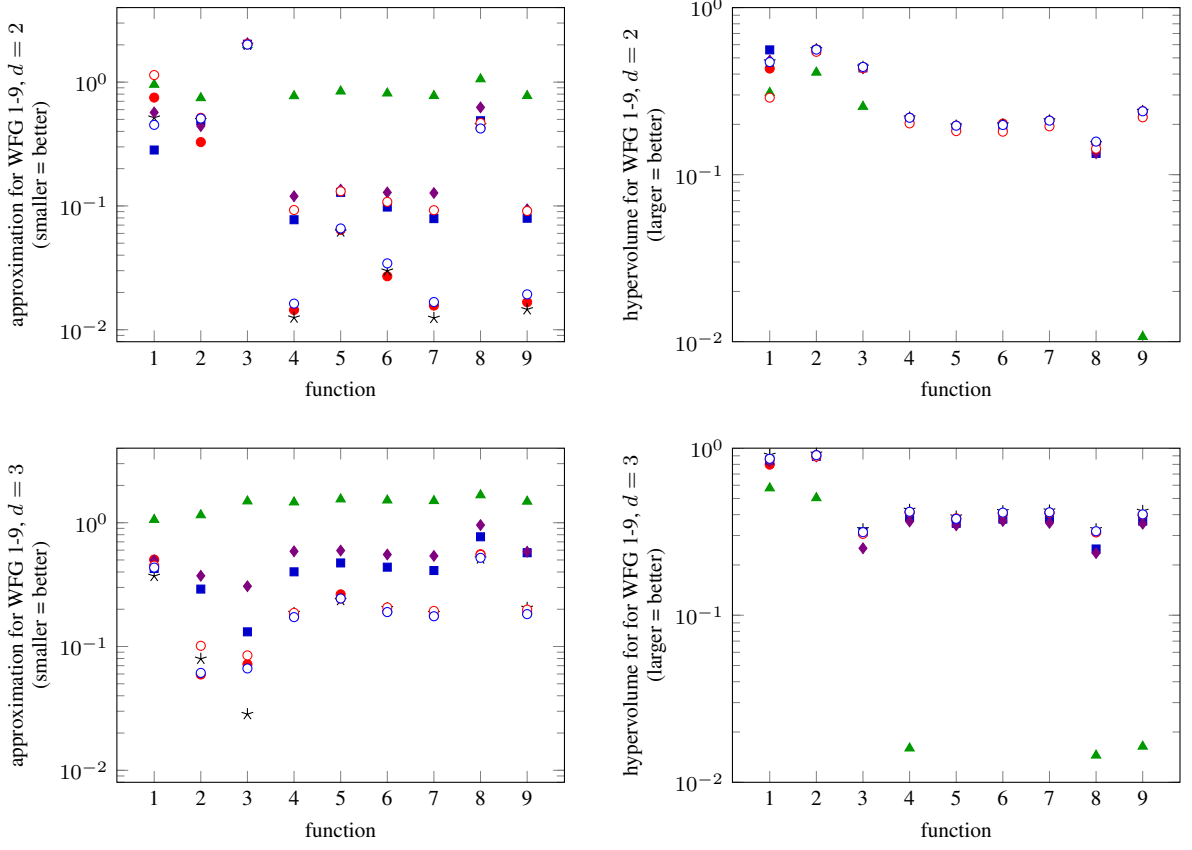 approximation for WFG 1-9, d = 2
(smaller = better)
10^0
10^−1
10^−2
1 2 3 4 5 6 7 8 9
function
hypervolume for WFG 1-9, d = 2
(larger = better)
10^0
10^−1
10^−2
1 2 3 4 5 6 7 8 9
function
approximation for WFG 1-9, d = 3
(smaller = better)
10^0
10^−1
10^−2
1 2 3 4 5 6 7 8 9
function
hypervolume for for WFG 1-9, d = 3
(larger = better)
10^0
10^−1
10^−2
1 2 3 4 5 6 7 8 9
function